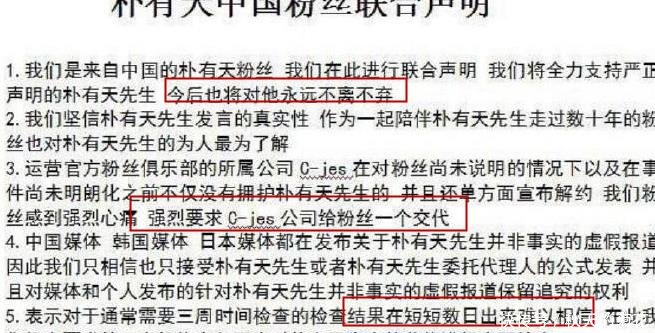 朴有天中国粉丝联合声明
1.我们是来自中国的朴有天粉丝 我们在此进行联合声明 我们将全力支持严正
声明的朴有天先生 今后也将对他永远不离不弃
2.我们坚信朴有天先生发言的真实性 作为一起陪伴朴有天先生走过数十年的粉
丝也对朴有天先生的为人最为了解
3.运营官方粉丝俱乐部的所属公司C-jes在对粉丝尚未说明的情况下以及在事
件尚未明朗化之前不仅没有拥护朴有天先生的 并且还单方面宣布解约 我们粉
丝感到强烈心痛 强烈要求C-jes公司给粉丝一个交代
4.中国媒体 韩国媒体 日本媒体都在发布关于朴有天先生并非事实的虚假报道
因此我们只相信也只接受朴有天先生或者朴有天先生委托代理人的公式发表 并
且对媒体和个人发布的针对朴有天先生并非事实的虚假报道保留追究的权利
5.表示对于通常需要三周时间检查的检查结果在短短数日出